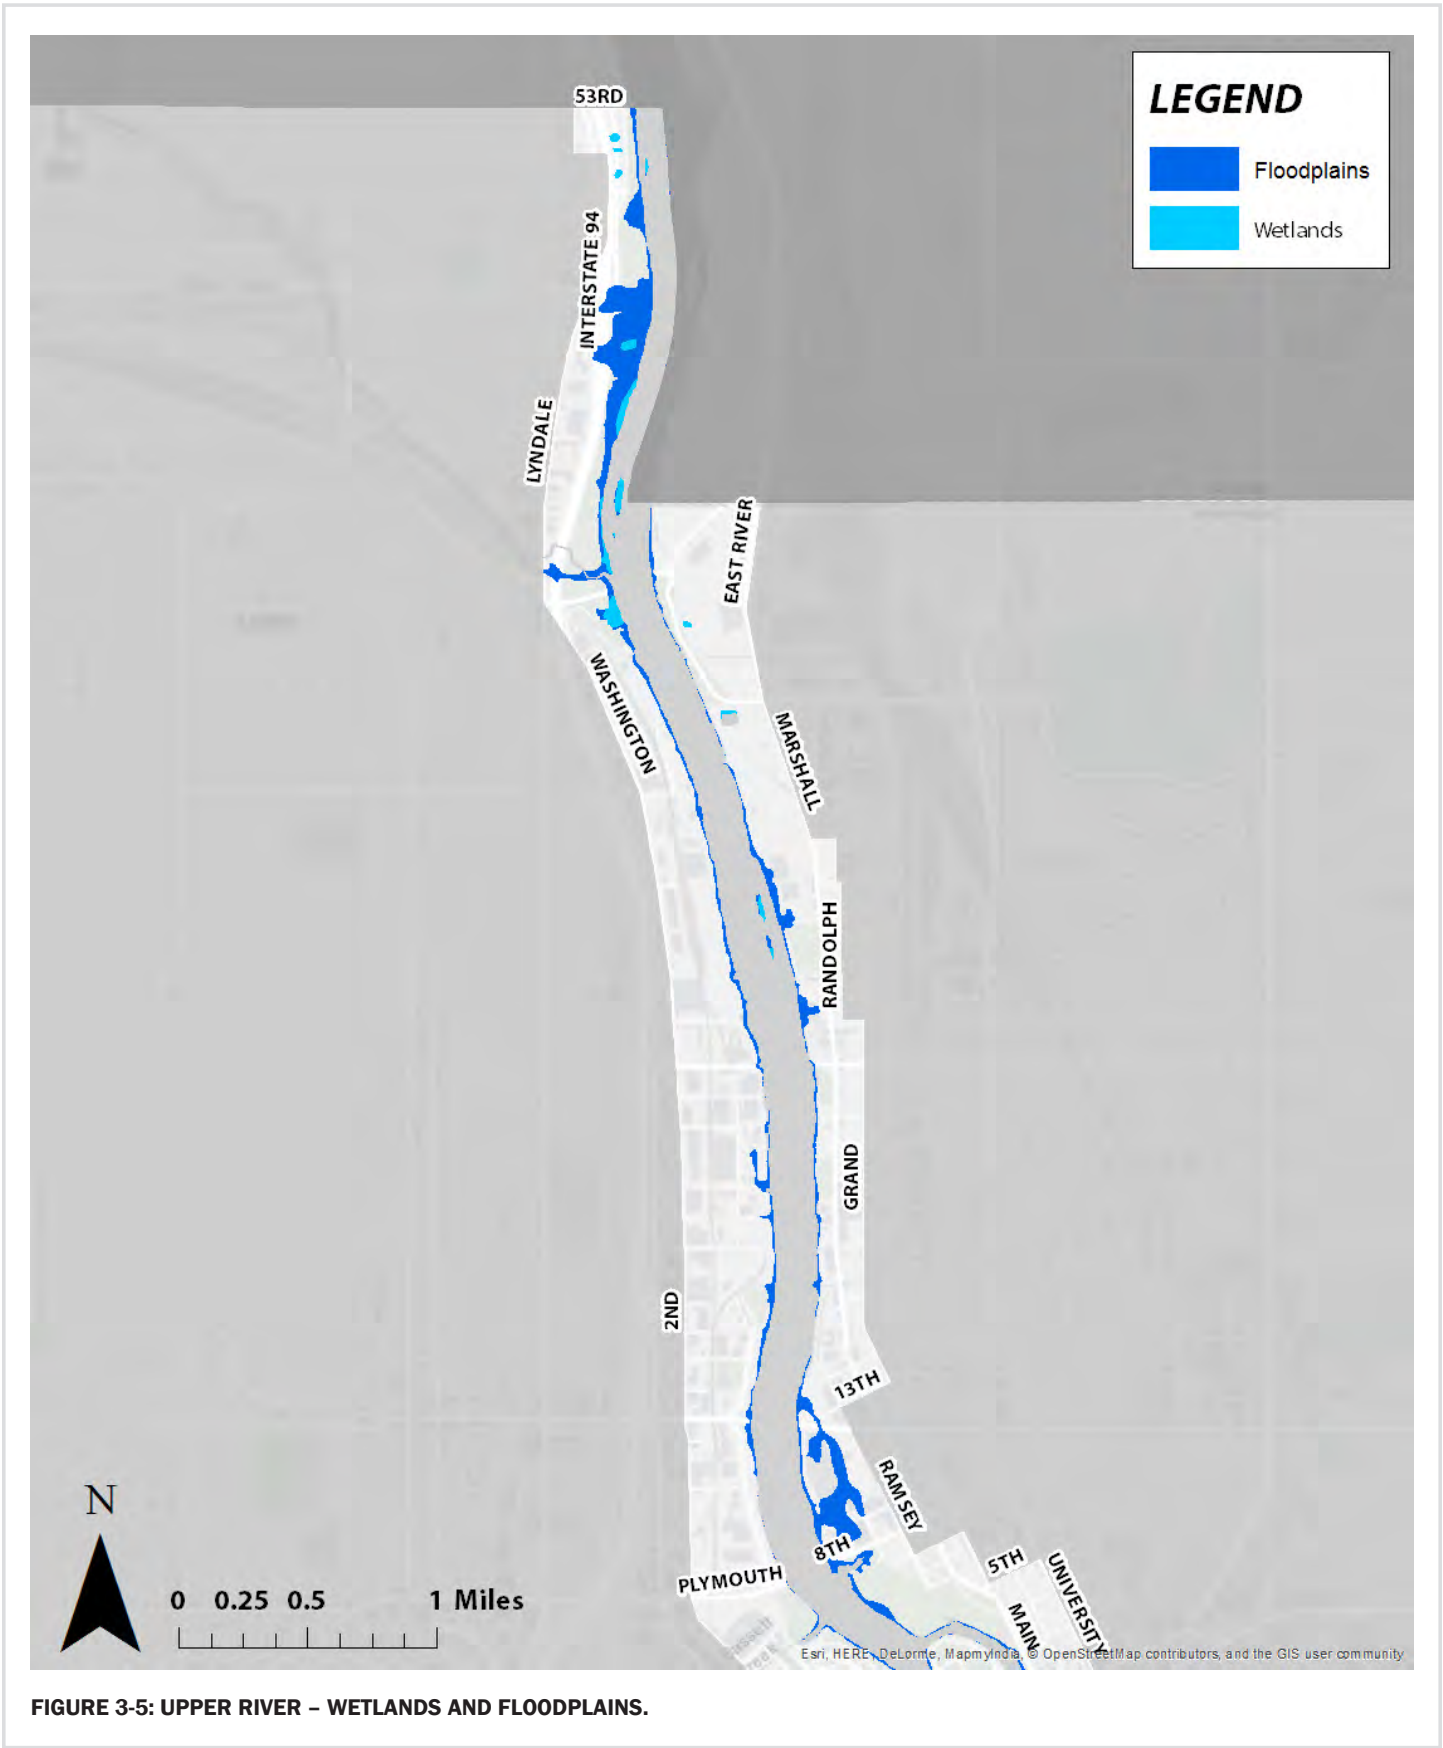 53RD
LEGEND
Floodplains
Wetlands
INTERSTATE 94
LYNDALE
EAST RIVER
WASHINGTON
MARSHALL
RANDOLPH
GRAND
2ND
13TH
RAMSEY
8TH
5TH
UNIVERSITY
MAIN
PLYMOUTH
N
0 0.25 0.5 1 Miles
Esri, HERE, DeLorme, MapmyIndia, © OpenStreetMap contributors, and the GIS user community
FIGURE 3-5: UPPER RIVER – WETLANDS AND FLOODPLAINS.